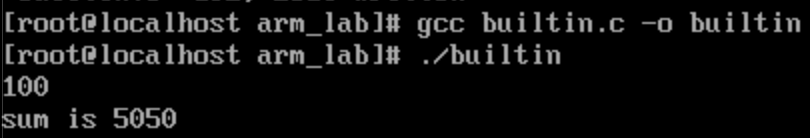 [root@localhost arm_lab]# gcc builtin.c -o builtin
[root@localhost arm_lab]# ./builtin
100
sum is 5050